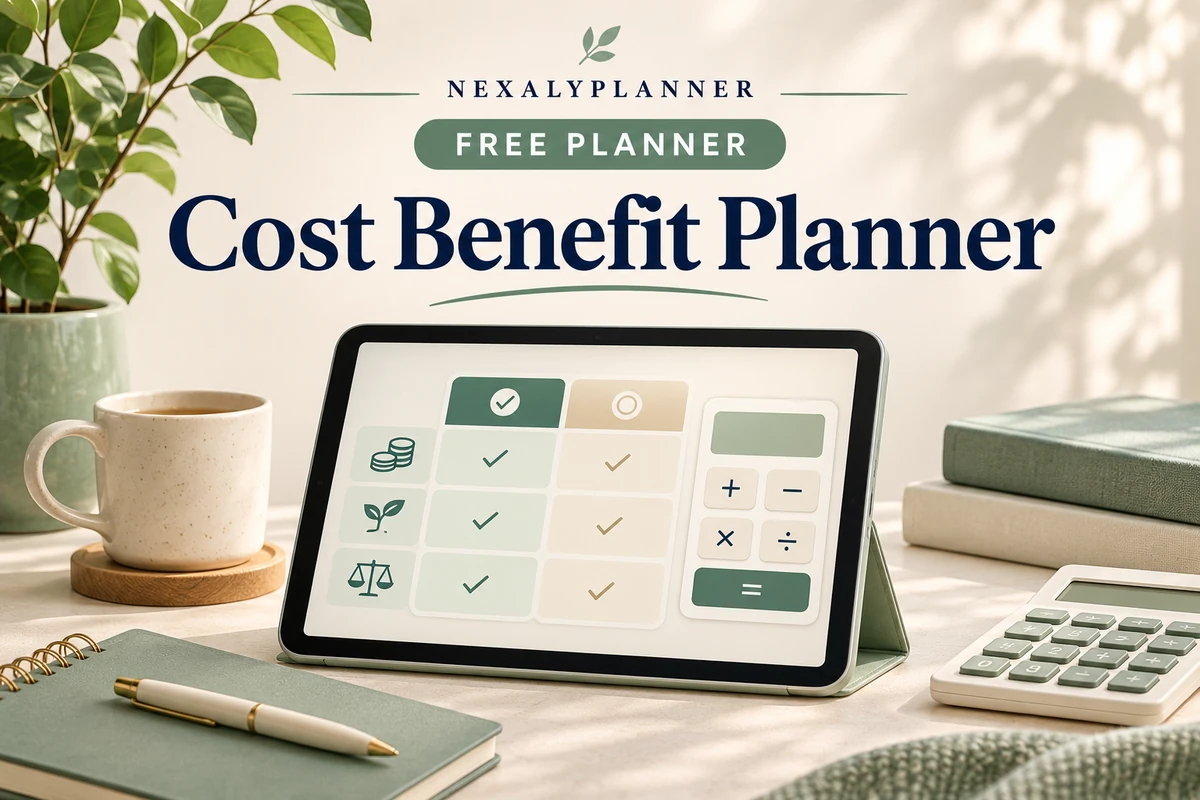 NEXALYPLANNER
FREE PLANNER
Cost Benefit Planner
+ −
× ÷
=